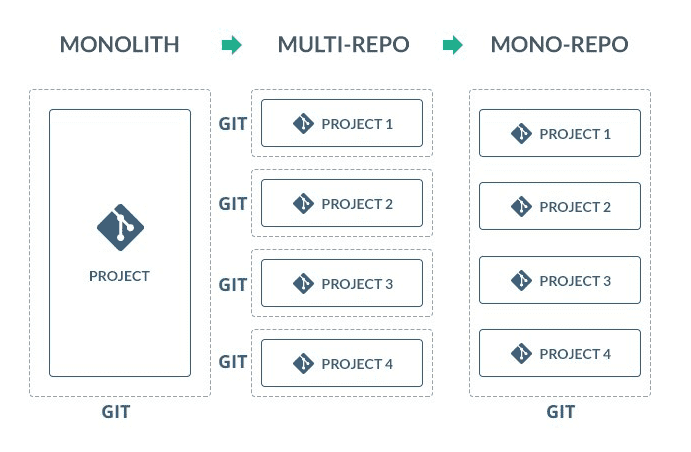 MONOLITH
MULTI-REPO
MONO-REPO
PROJECT
GIT
GIT
PROJECT 1
GIT
PROJECT 2
GIT
PROJECT 3
GIT
PROJECT 4
PROJECT 1
PROJECT 2
PROJECT 3
PROJECT 4
GIT